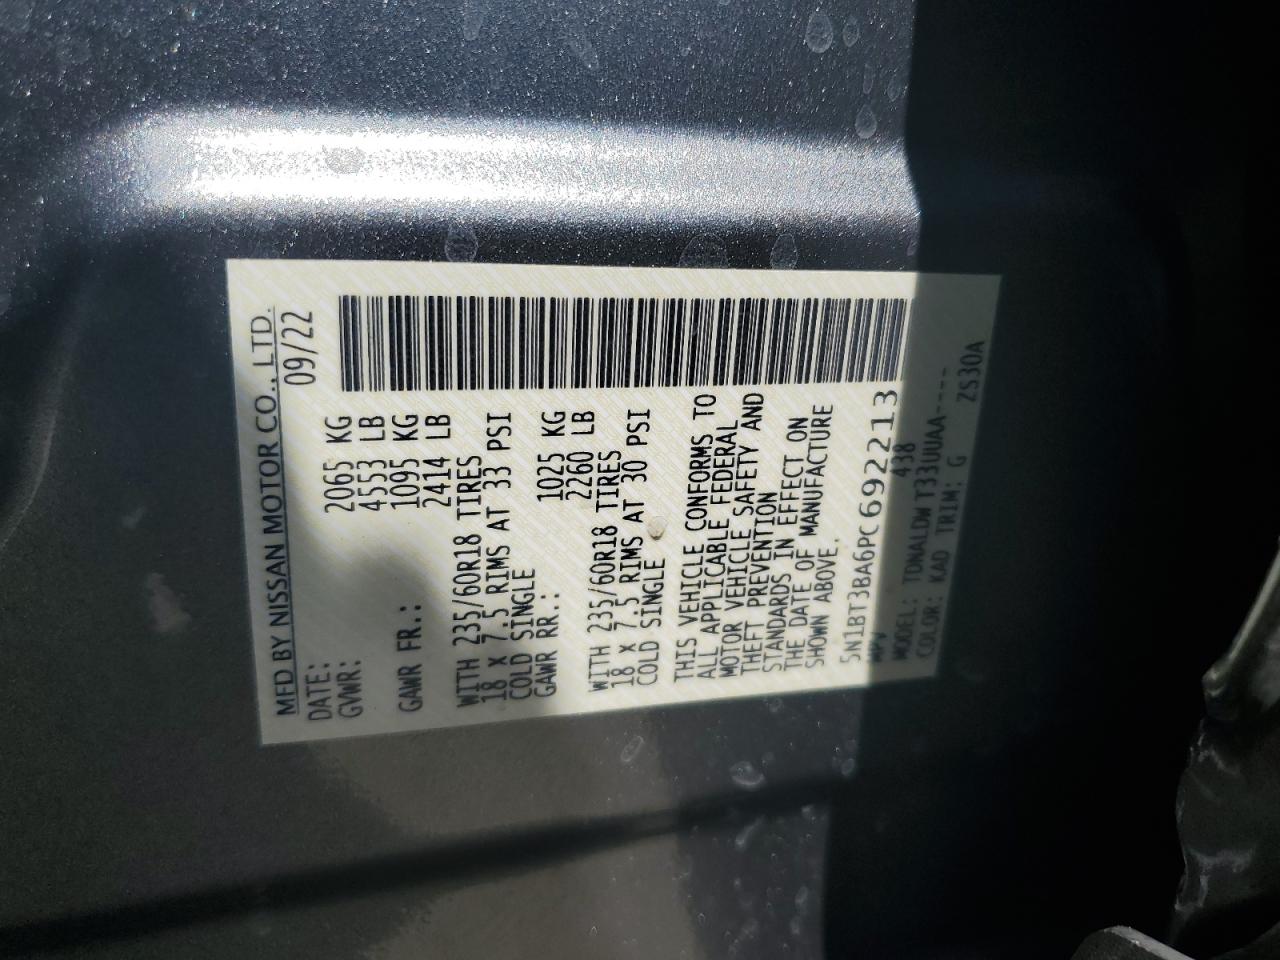 MFD BY NISSAN MOTOR CO., LTD.
DATE: 09/22
GVWR: 2065 KG
4553 LB
GAWR FR.: 1095 KG
2414 LB
WITH 235/60R18 TIRES
18 X 7.5 RIMS AT 33 PSI
COLD SINGLE
GAWR RR.: 1025 KG
2260 LB
WITH 235/60R18 TIRES
18 X 7.5 RIMS AT 30 PSI
COLD SINGLE
THIS VEHICLE CONFORMS TO
ALL APPLICABLE FEDERAL
MOTOR VEHICLE SAFETY AND
THEFT PREVENTION
STANDARDS IN EFFECT ON
THE DATE OF MANUFACTURE
SHOWN ABOVE.
5N1BT3BA6PC692213
MPV 438
MODEL: TDNALDW T33UUAA----
COLOR: KAD TRIM: G ZS30A